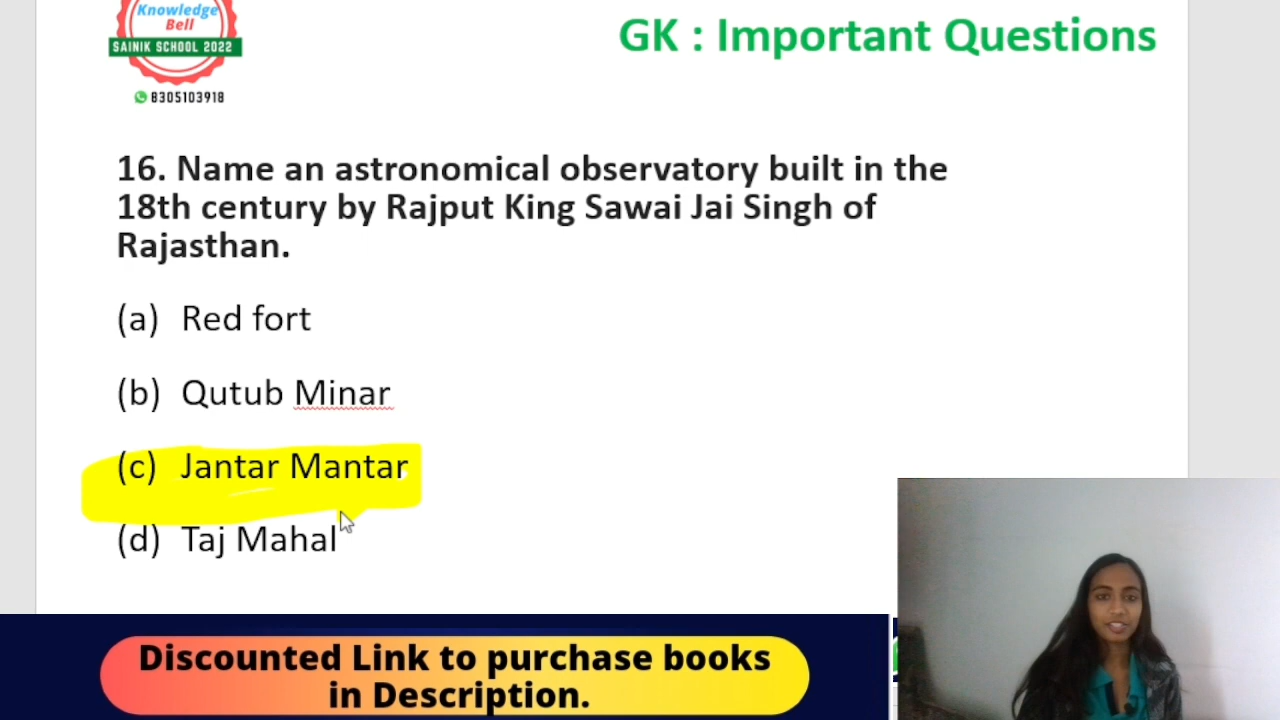 Knowledge
Bell
SAINIK SCHOOL 2022
8305103918
GK : Important Questions
16. Name an astronomical observatory built in the
18th century by Rajput King Sawai Jai Singh of
Rajasthan.
(a) Red fort
(b) Qutub Minar
(c) Jantar Mantar
(d) Taj Mahal
Discounted Link to purchase books
in Description.